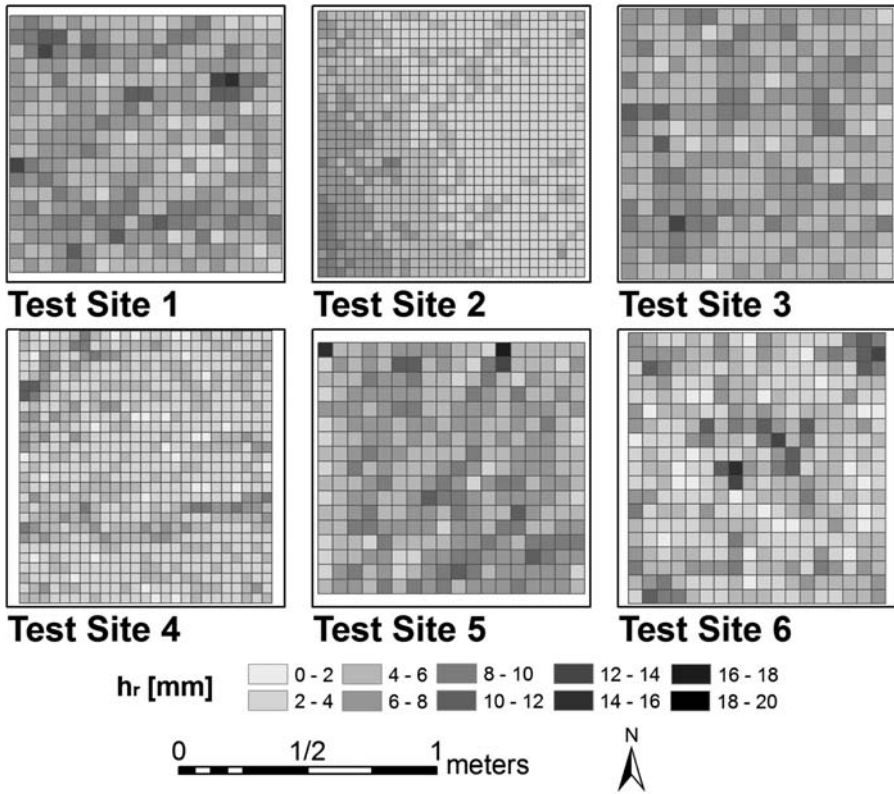 Test Site 1 Test Site 2 Test Site 3
Test Site 4 Test Site 5 Test Site 6
hr [mm]
0 - 2 4 - 6 8 - 10 12 - 14 16 - 18
2 - 4 6 - 8 10 - 12 14 - 16 18 - 20
0 1/2 1
meters
N